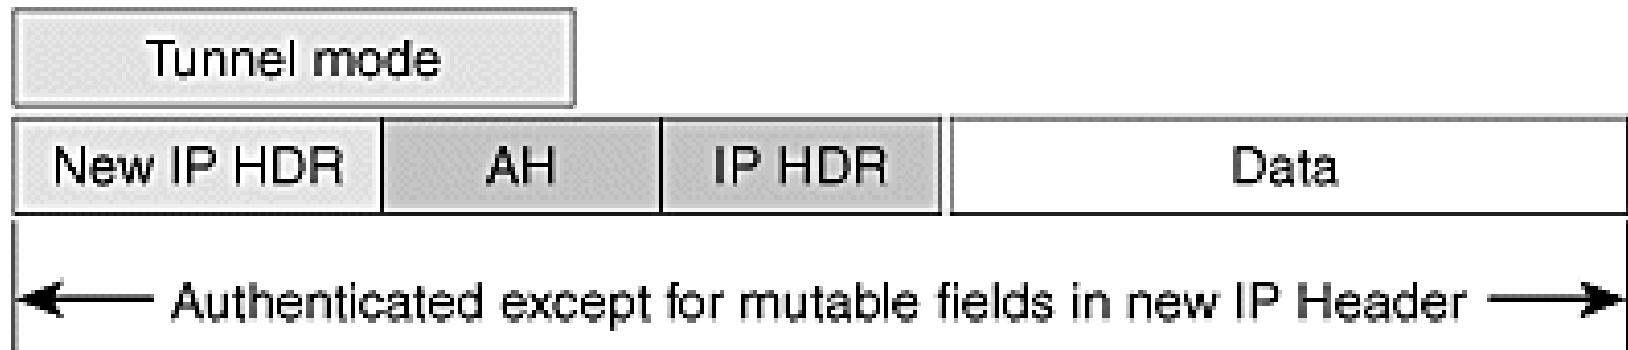 Tunnel mode
New IP HDR AH IP HDR Data
Authenticated except for mutable fields in new IP Header